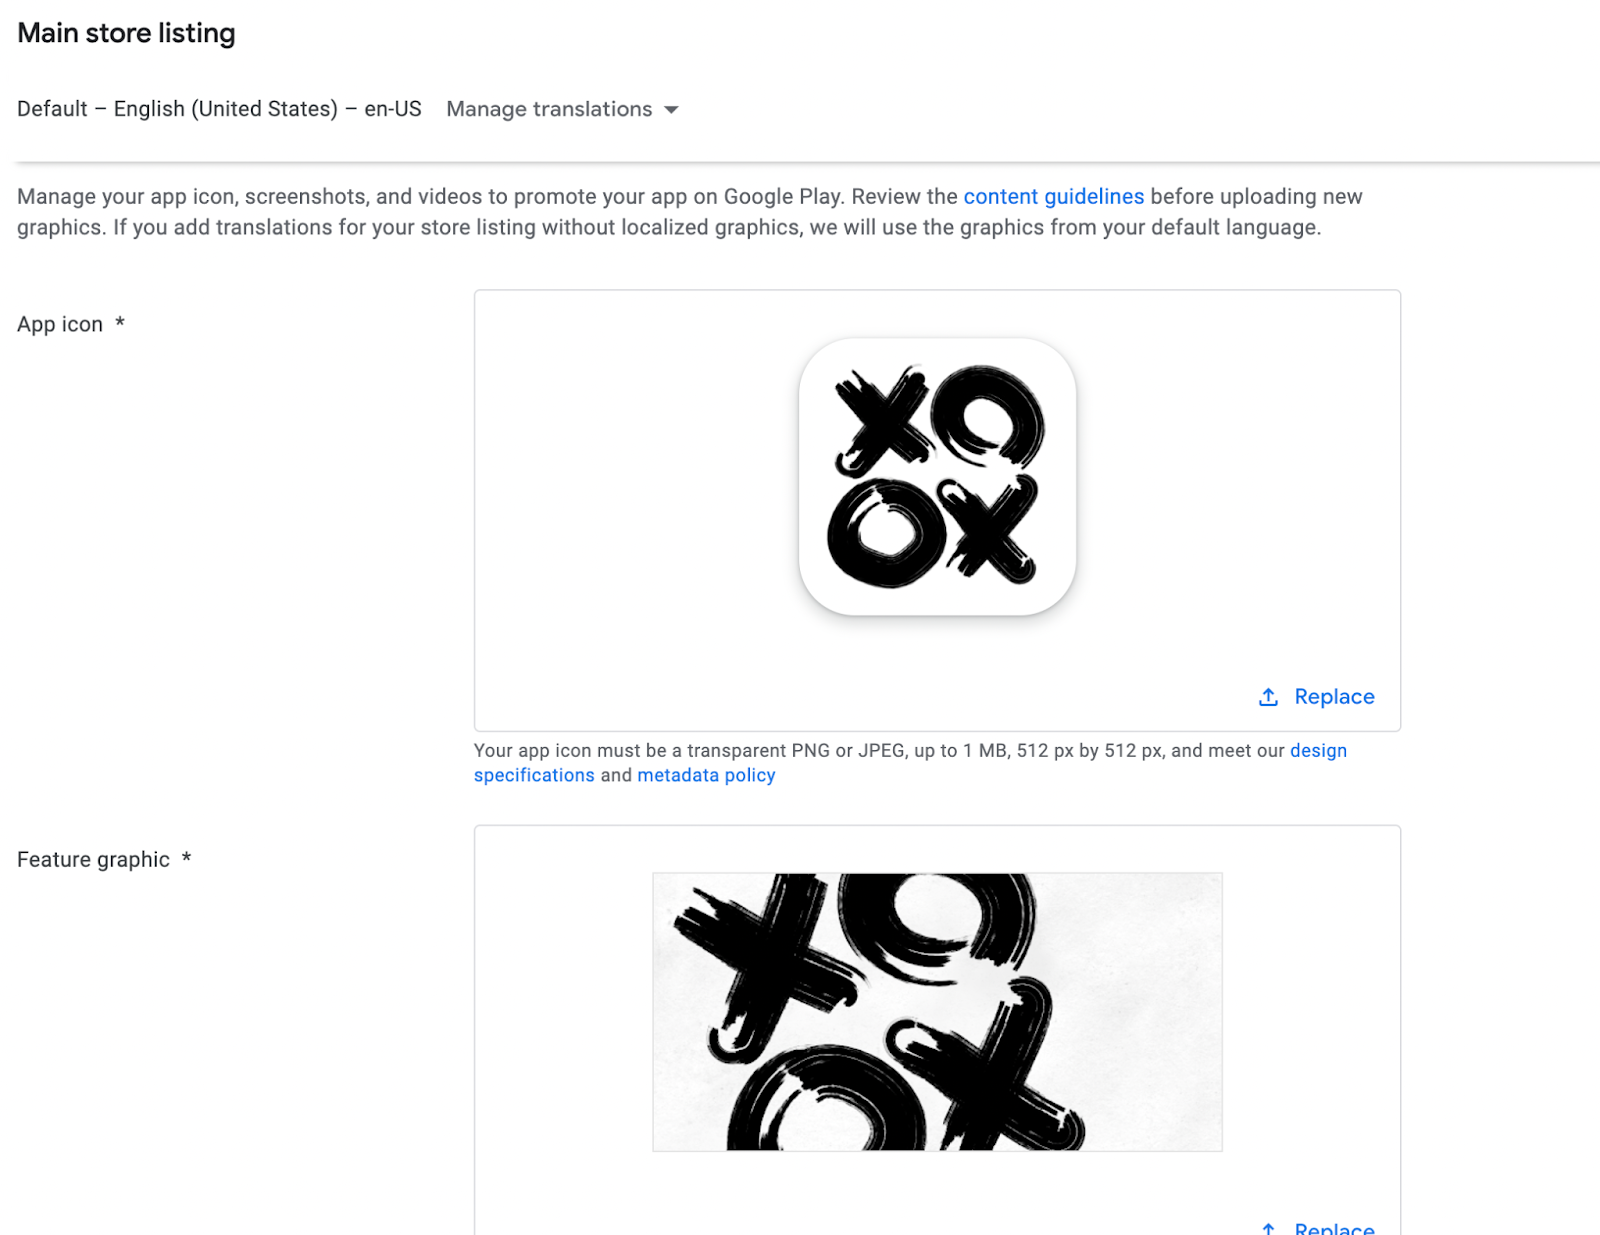 Main store listing
Default – English (United States) – en-US Manage translations
Manage your app icon, screenshots, and videos to promote your app on Google Play. Review the content guidelines before uploading new
graphics. If you add translations for your store listing without localized graphics, we will use the graphics from your default language.
App icon *
XO
OX
Replace
Your app icon must be a transparent PNG or JPEG, up to 1 MB, 512 px by 512 px, and meet our design
specifications and metadata policy
Feature graphic *
XO
OX
Replace